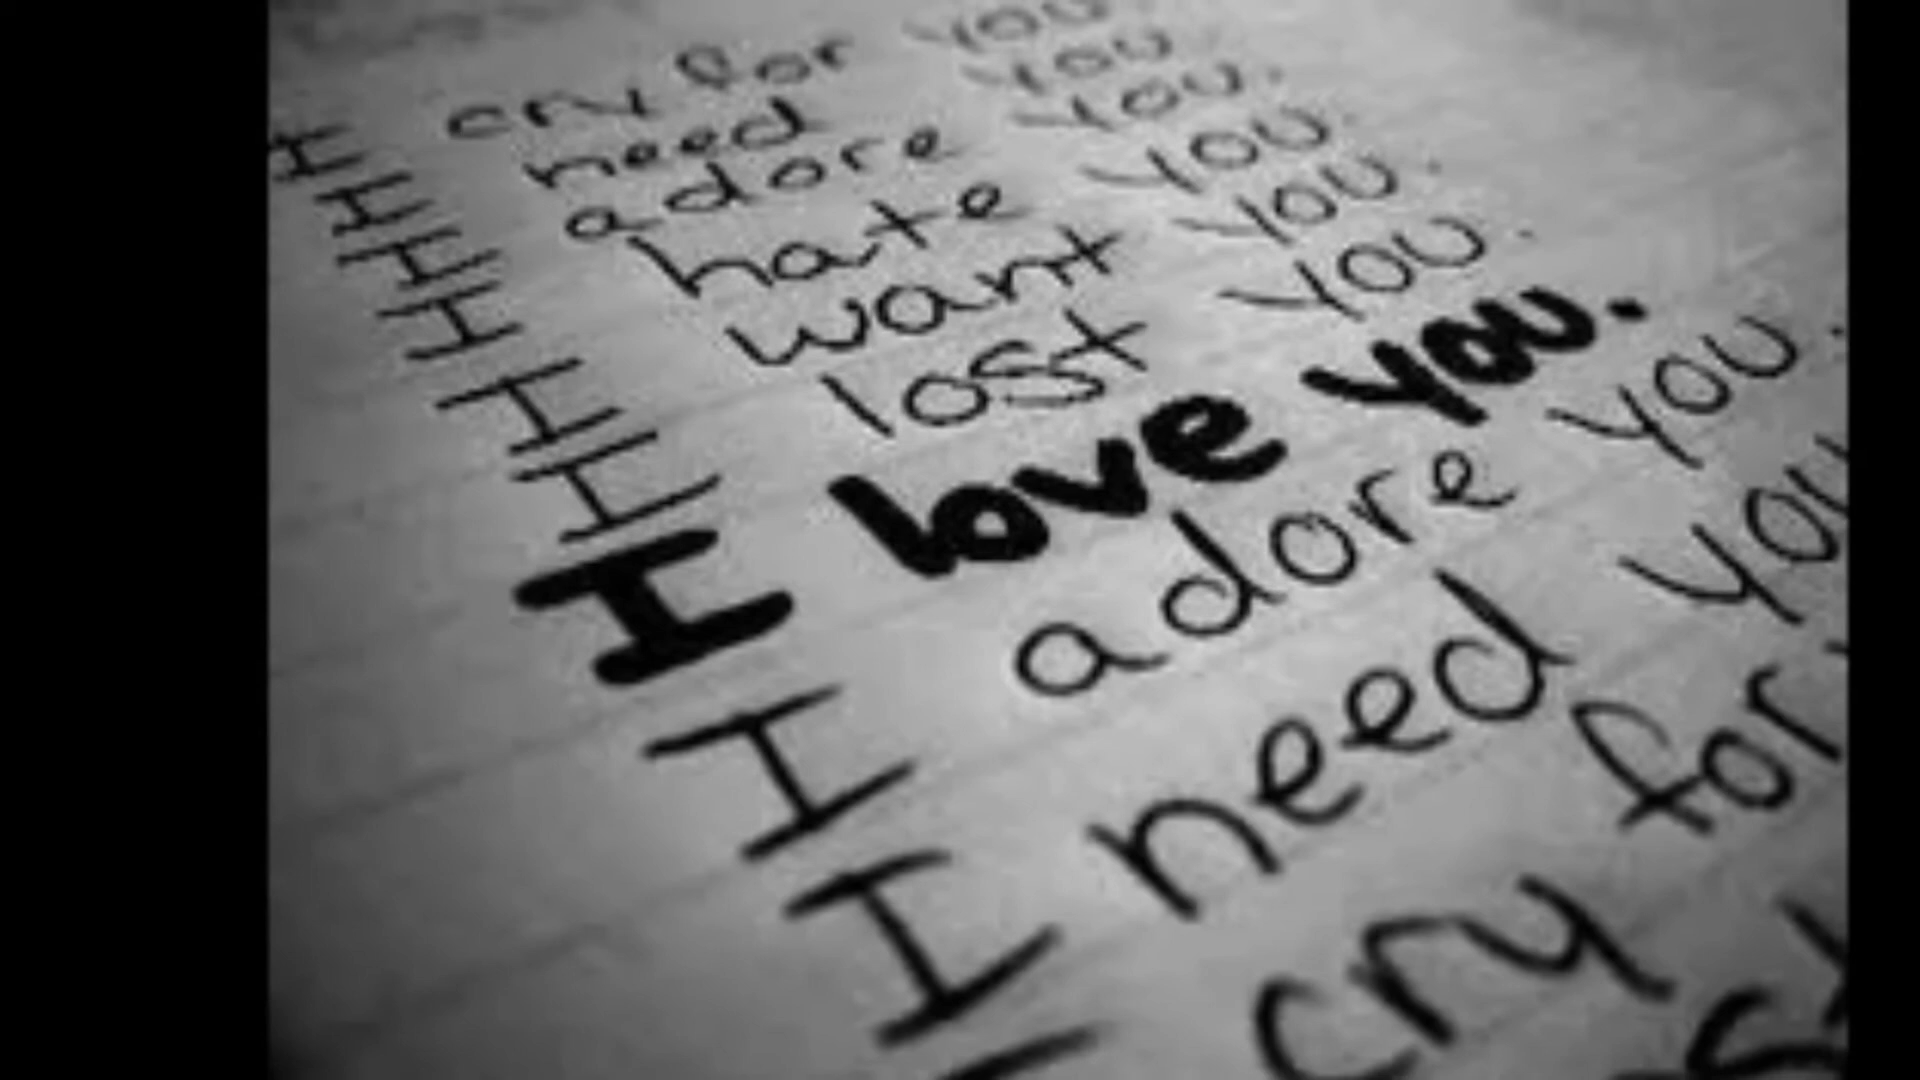 I cry for you
I need you
I adore you.
I hate you.
I want you.
I lost you.
I love you.
I adore you.
I need you
I cry for